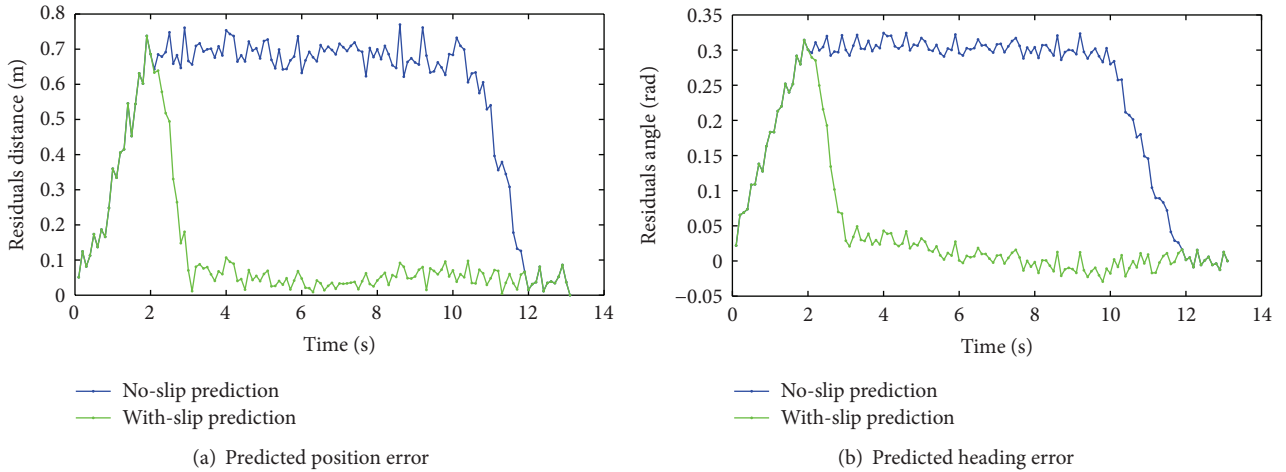 0.8
0.7
0.6
0.5
0.4
0.3
0.2
0.1
0
Residuals distance (m)
0 2 4 6 8 10 12 14
Time (s)
No-slip prediction
With-slip prediction
(a) Predicted position error
0.35
0.3
0.25
0.2
0.15
0.1
0.05
0
−0.05
Residuals angle (rad)
0 2 4 6 8 10 12 14
Time (s)
No-slip prediction
With-slip prediction
(b) Predicted heading error